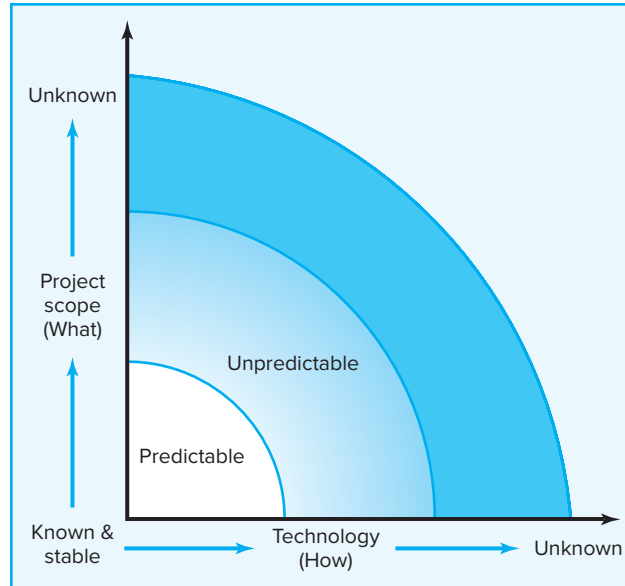 Unknown
Project
scope
(What)
Unpredictable
Predictable
Known &
stable
Technology
(How)
Unknown